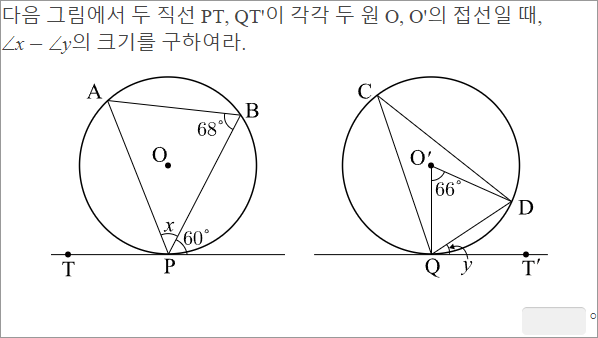 다음 그림에서 두 직선 PT, QT'이 각각 두 원 O, O'의 접선일 때,
∠x − ∠y의 크기를 구하여라.
A
B
68°
O
x
60°
T
P
C
O′
66°
D
Q
y
T′
°